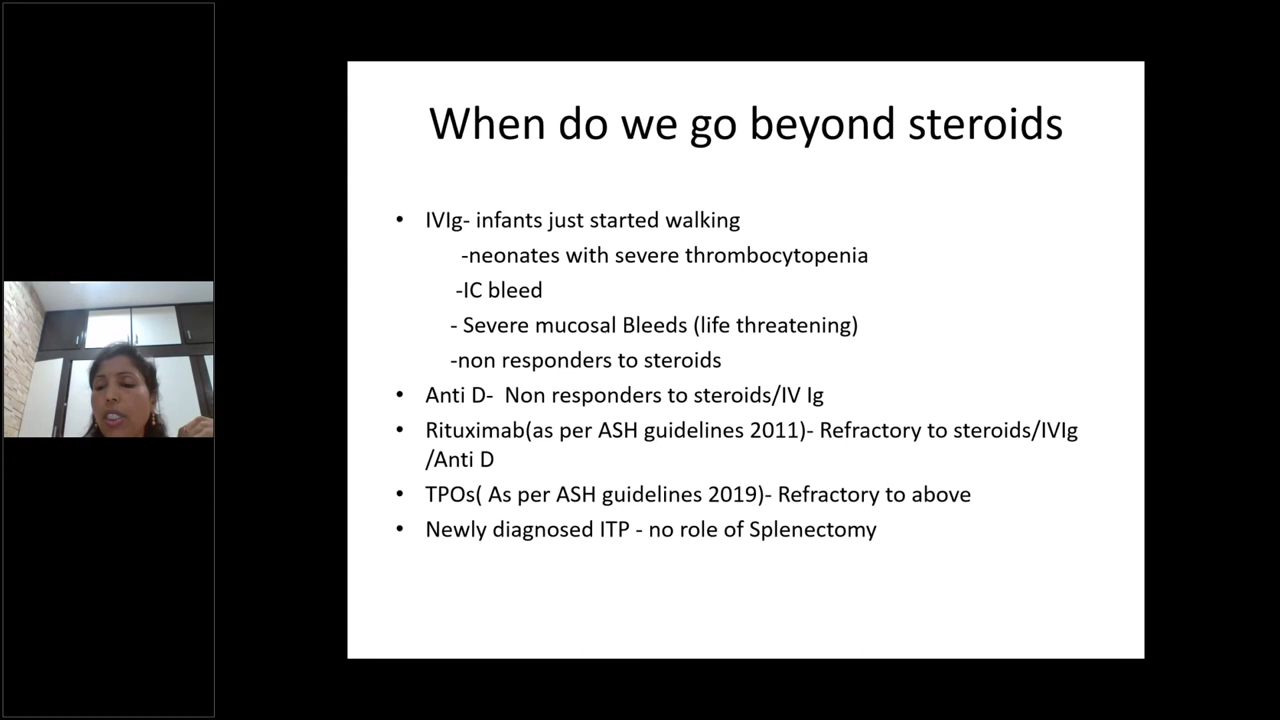 When do we go beyond steroids
• IVIg- infants just started walking
-neonates with severe thrombocytopenia
-IC bleed
- Severe mucosal Bleeds (life threatening)
-non responders to steroids
• Anti D-  Non responders to steroids/IV Ig
• Rituximab(as per ASH guidelines 2011)- Refractory to steroids/IVIg
/Anti D
• TPOs( As per ASH guidelines 2019)- Refractory to above
• Newly diagnosed ITP - no role of Splenectomy